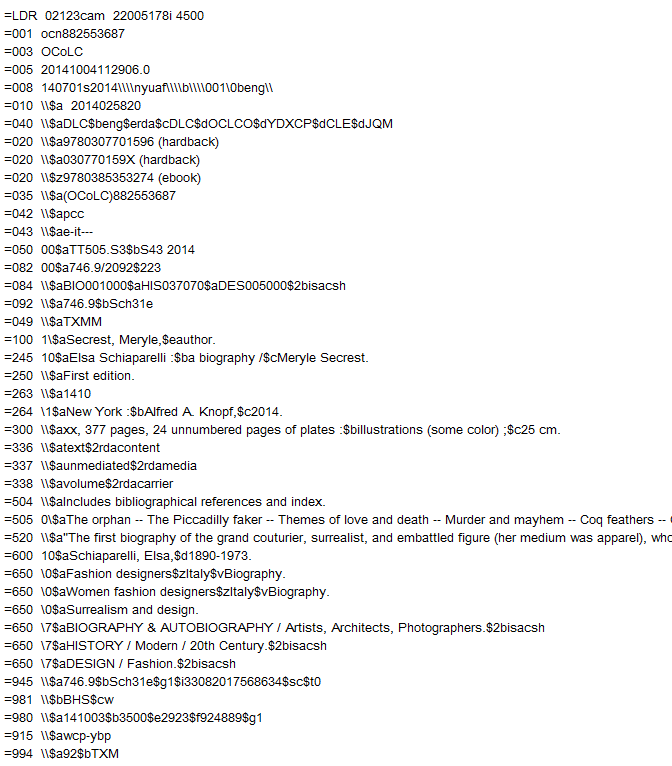 =LDR  02123cam  22005178i 4500
=001  ocn882553687
=003  OCoLC
=005  20141004112906.0
=008  140701s2014\\\\nyuaf\\\\b\\\\001\0beng\\
=010  \\$a  2014025820
=040  \\$aDLC$beng$erda$cDLC$dOCLCO$dYDXCP$dCLE$dJQM
=020  \\$a9780307701596 (hardback)
=020  \\$a030770159X (hardback)
=020  \\$z9780385353274 (ebook)
=035  \\$a(OCoLC)882553687
=042  \\$apcc
=043  \\$ae-it---
=050  00$aTT505.S3$bS43 2014
=082  00$a746.9/2092$223
=084  \\$aBIO001000$aHIS037070$aDES005000$2bisacsh
=092  \\$a746.9$bSch31e
=049  \\$aTXMM
=100  1\$aSecrest, Meryle,$eauthor.
=245  10$aElsa Schiaparelli :$ba biography /$cMeryle Secrest.
=250  \\$aFirst edition.
=263  \\$a1410
=264  \1$aNew York :$bAlfred A. Knopf,$c2014.
=300  \\$axx, 377 pages, 24 unnumbered pages of plates :$billustrations (some color) ;$c25 cm.
=336  \\$atext$2rdacontent
=337  \\$aunmediated$2rdamedia
=338  \\$avolume$2rdacarrier
=504  \\$aIncludes bibliographical references and index.
=505  0\$aThe orphan -- The Piccadilly faker -- Themes of love and death -- Murder and mayhem -- Coq feathers --
=520  \\$a"The first biography of the grand couturier, surrealist, and embattled figure (her medium was apparel),
=600  10$aSchiaparelli, Elsa,$d1890-1973.
=650  \0$aFashion designers$zItaly$vBiography.
=650  \0$aWomen fashion designers$zItaly$vBiography.
=650  \0$aSurrealism and design.
=650  \7$aBIOGRAPHY & AUTOBIOGRAPHY / Artists, Architects, Photographers.$2bisacsh
=650  \7$aHISTORY / Modern / 20th Century.$2bisacsh
=650  \7$aDESIGN / Fashion.$2bisacsh
=945  \\$a746.9$bSch31e$g1$i33082017568634$sc$t0
=981  \\$bBHS$cw
=980  \\$a141003$b3500$e2923$f924889$g1
=915  \\$awcp-ybp
=994  \\$a92$bTXM